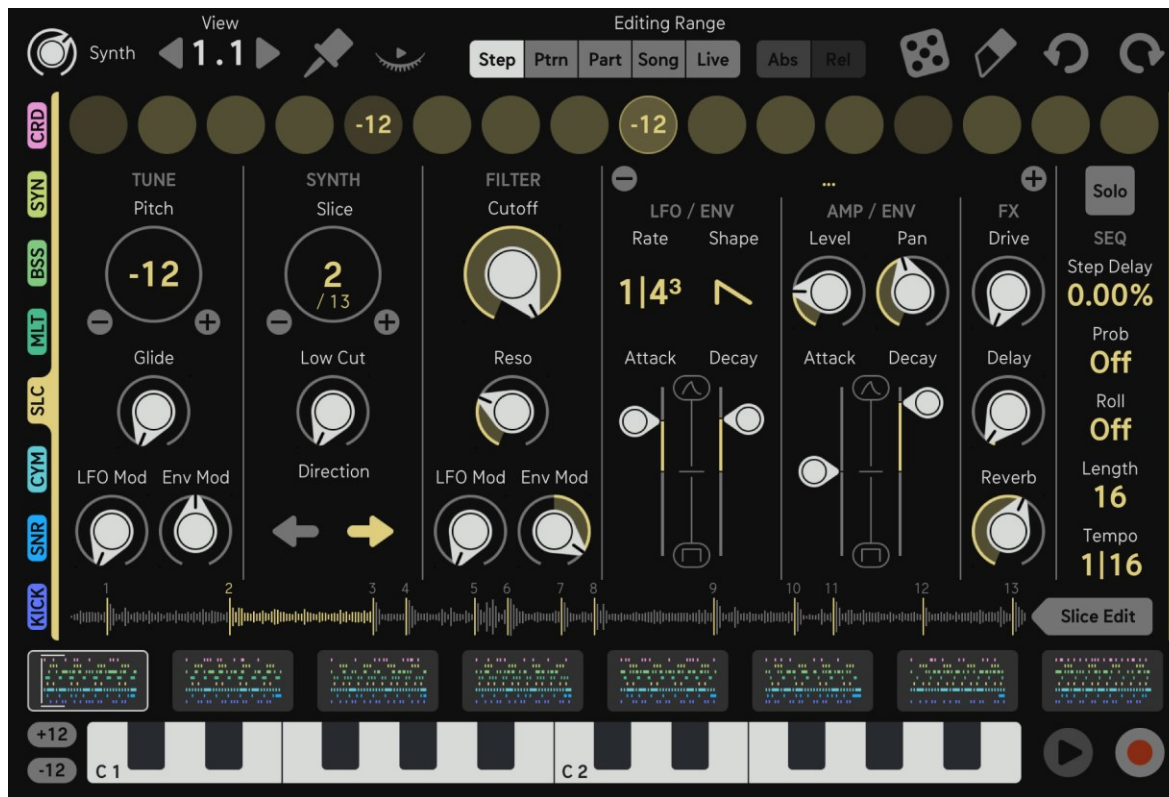 View
Editing Range
Synth
1.1
Step Ptrn Part Song Live
Abs Rel
CRD
SYN
BSS
MLT
SLC
CYM
SNR
KICK
-12
-12
TUNE
Pitch
-12
Glide
LFO Mod Env Mod
SYNTH
Slice
2
/ 13
Low Cut
Direction
FILTER
Cutoff
Reso
LFO Mod Env Mod
...
LFO / ENV
Rate Shape
1|4³
Attack Decay
AMP / ENV
Level Pan
Attack Decay
FX
Drive
Delay
Reverb
Solo
SEQ
Step Delay
0.00%
Prob
Off
Roll
Off
Length
16
Tempo
1|16
1 2 3 4 5 6 7 8 9 10 11 12 13
Slice Edit
+12
-12
C 1
C 2